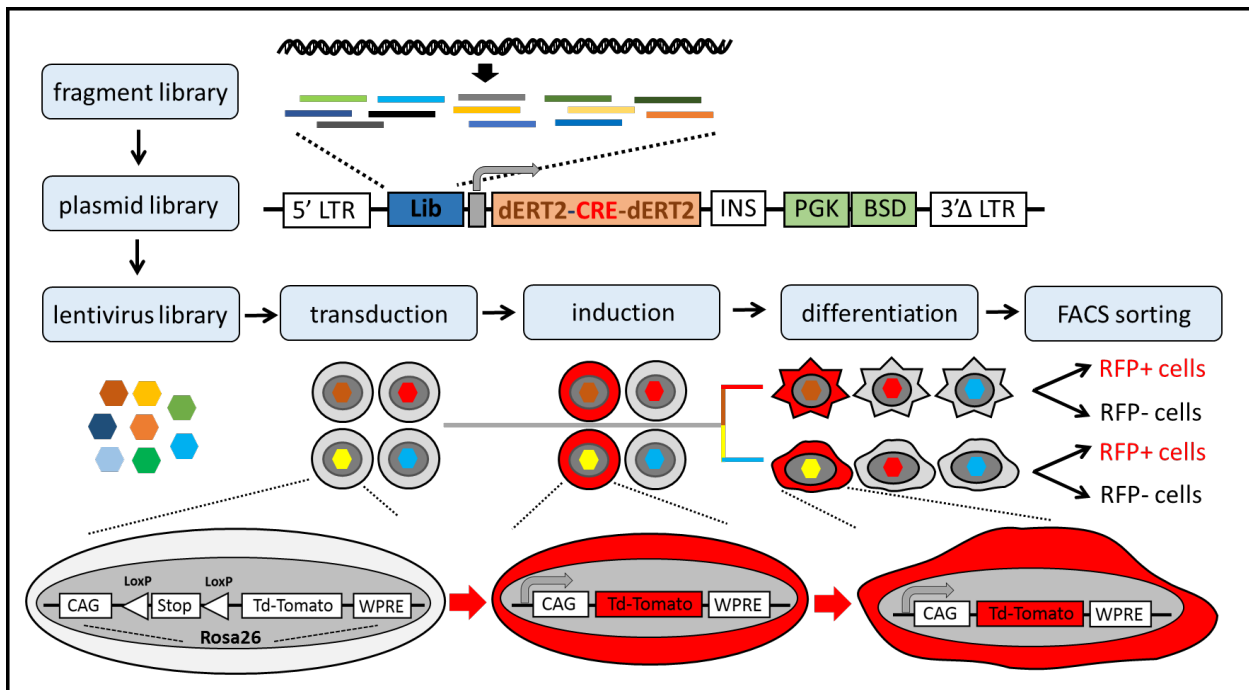 fragment library
plasmid library
5' LTR
Lib
dERT2-CRE-dERT2
INS
PGK
BSD
3'Δ LTR
lentivirus library
transduction
induction
differentiation
FACS sorting
RFP+ cells
RFP- cells
RFP+ cells
RFP- cells
LoxP
LoxP
CAG
Stop
Td-Tomato
WPRE
Rosa26
CAG
Td-Tomato
WPRE
CAG
Td-Tomato
WPRE